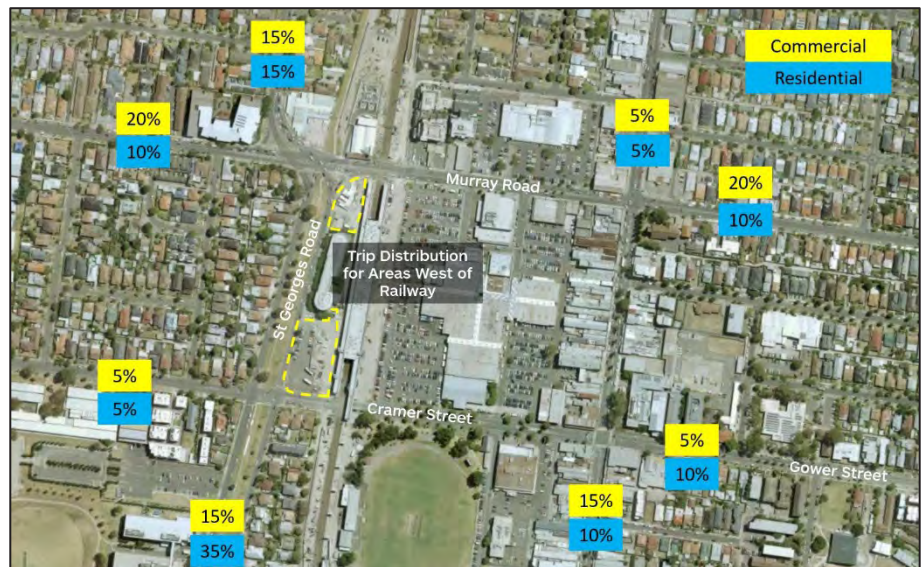 15%
15%
Commercial
Residential
20%
10%
5%
5%
Murray Road
20%
10%
St Georges Road
Trip Distribution
for Areas West of
Railway
5%
5%
Cramer Street
5%
10%
Gower Street
15%
35%
15%
10%